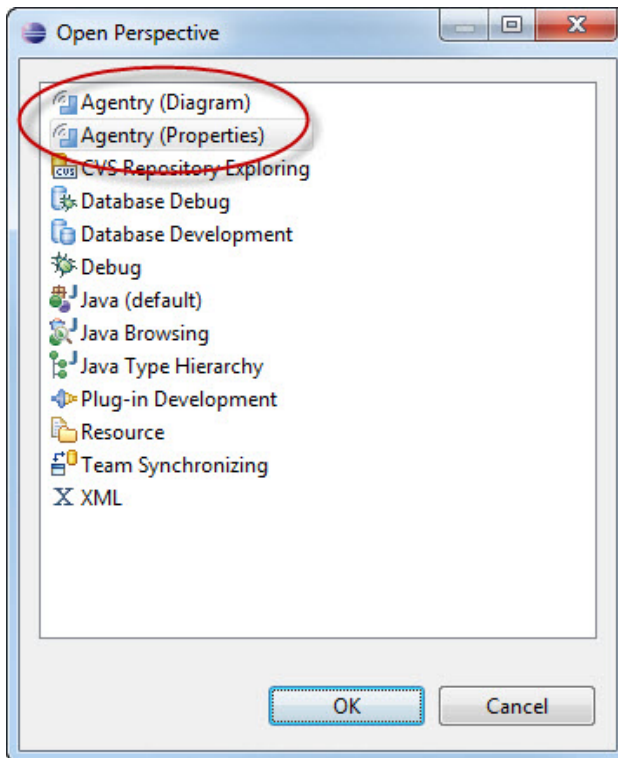 Open Perspective
Agentry (Diagram)
Agentry (Properties)
CVS Repository Exploring
Database Debug
Database Development
Debug
Java (default)
Java Browsing
Java Type Hierarchy
Plug-in Development
Resource
Team Synchronizing
XML
OK
Cancel